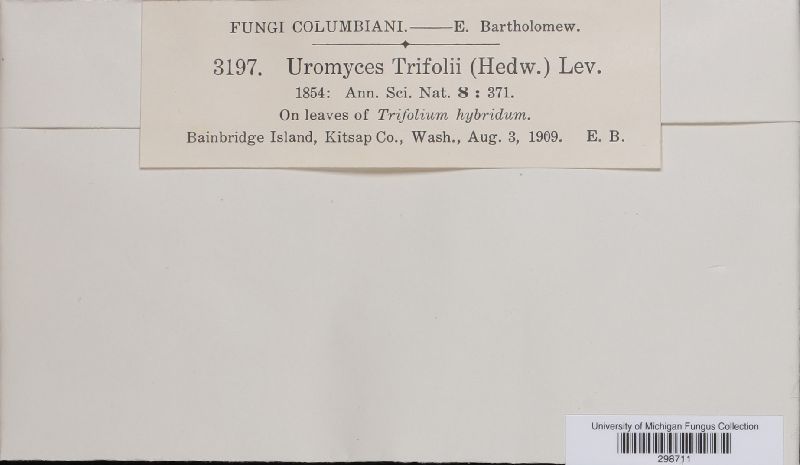 FUNGI COLUMBIANI.——E. Bartholomew.
3197. Uromyces Trifolii (Hedw.) Lev.
1854: Ann. Sci. Nat. 8 : 371.
On leaves of Trifolium hybridum.
Bainbridge Island, Kitsap Co., Wash., Aug. 3, 1909. E. B.
University of Michigan Fungus Collection
296711